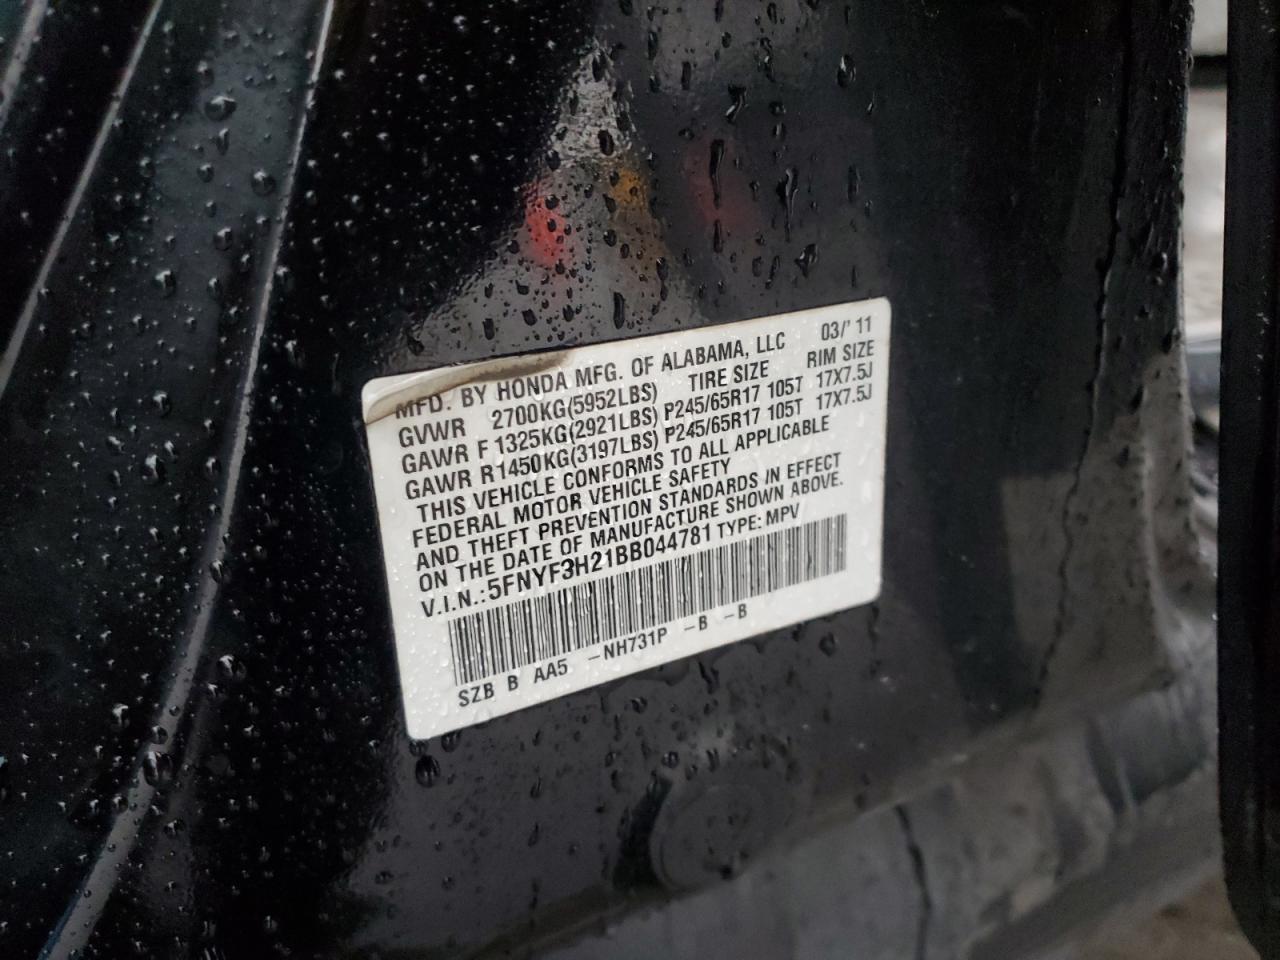 MFD. BY HONDA MFG. OF ALABAMA, LLC 03/'11
GVWR 2700KG(5952LBS) TIRE SIZE RIM SIZE
GAWR F 1325KG(2921LBS) P245/65R17 105T 17X7.5J
GAWR R1450KG(3197LBS) P245/65R17 105T 17X7.5J
THIS VEHICLE CONFORMS TO ALL APPLICABLE
FEDERAL MOTOR VEHICLE SAFETY
AND THEFT PREVENTION STANDARDS IN EFFECT
ON THE DATE OF MANUFACTURE SHOWN ABOVE.
V.I.N.:5FNYF3H21BB044781 TYPE: MPV
SZB B AA5 -NH731P -B -B